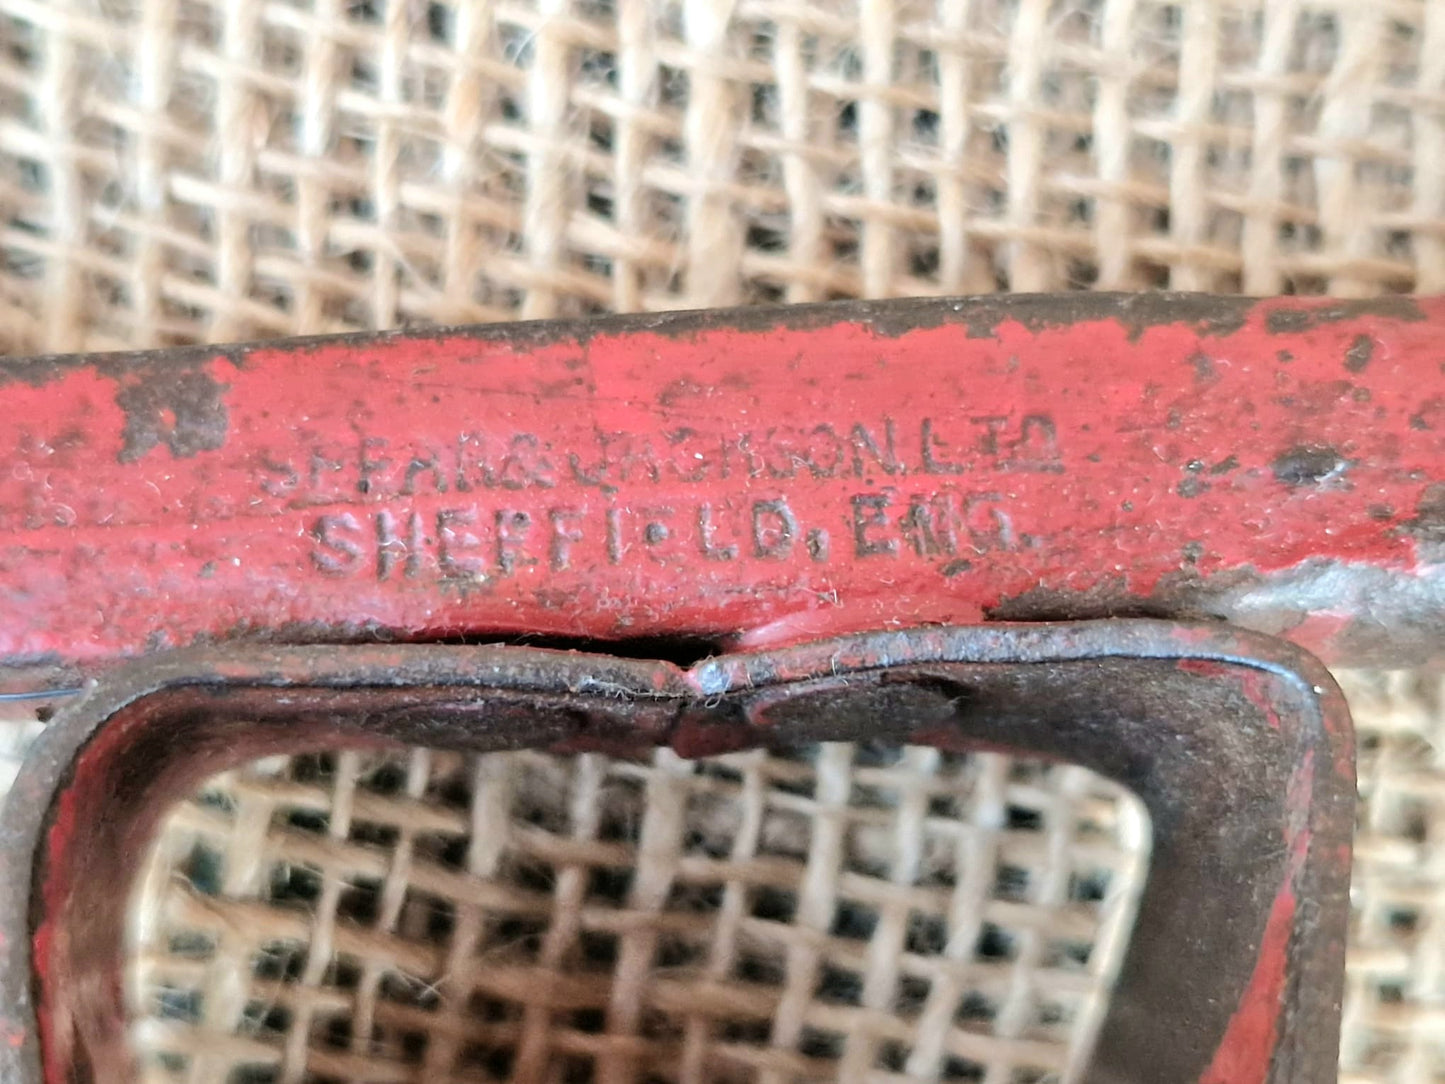 SPEAR & JACKSON. LTD
SHEFFIELD, ENG.